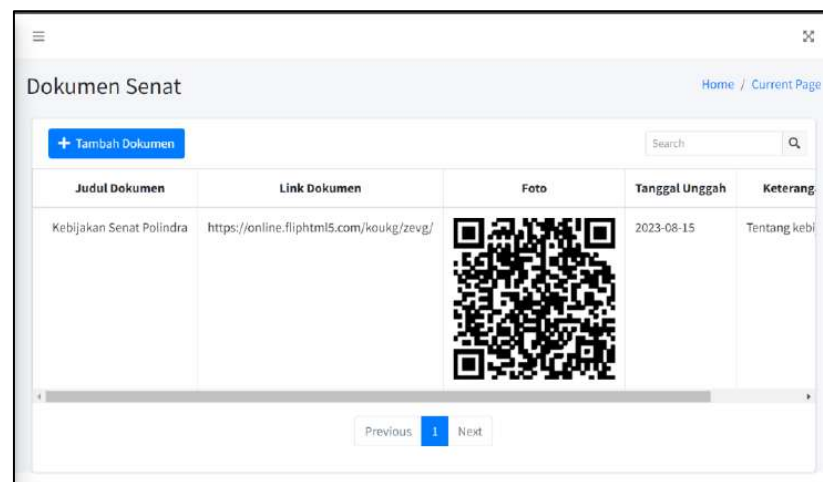 Dokumen Senat
Home / Current Page
+ Tambah Dokumen
Search
Judul Dokumen Link Dokumen Foto Tanggal Unggah Keterang
Kebijakan Senat Polindra https://online.fliphtml5.com/koukg/zevg/ 2023-08-15 Tentang kebi
Previous 1 Next